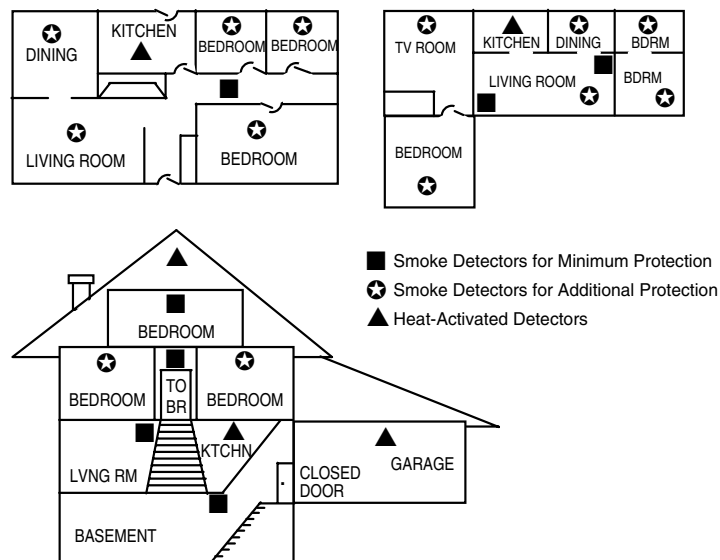 DINING
KITCHEN
BEDROOM
BEDROOM
LIVING ROOM
BEDROOM
TV ROOM
KITCHEN
DINING
BDRM
LIVING ROOM
BDRM
BEDROOM
Smoke Detectors for Minimum Protection
Smoke Detectors for Additional Protection
Heat-Activated Detectors
BEDROOM
BEDROOM
TO
BR
BEDROOM
LVNG RM
KTCHN
CLOSED
DOOR
GARAGE
BASEMENT